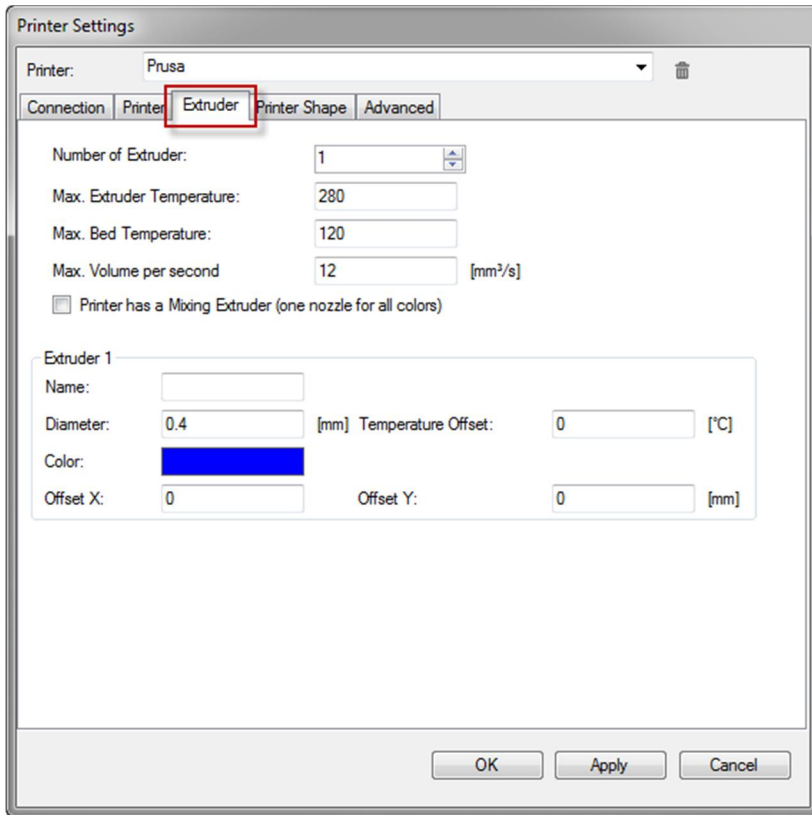 Printer Settings
Printer: Prusa
Connection Printer Extruder Printer Shape Advanced
Number of Extruder: 1
Max. Extruder Temperature: 280
Max. Bed Temperature: 120
Max. Volume per second 12 [mm³/s]
Printer has a Mixing Extruder (one nozzle for all colors)
Extruder 1
Name:
Diameter: 0.4 [mm] Temperature Offset: 0 [°C]
Color:
Offset X: 0 Offset Y: 0 [mm]
OK Apply Cancel